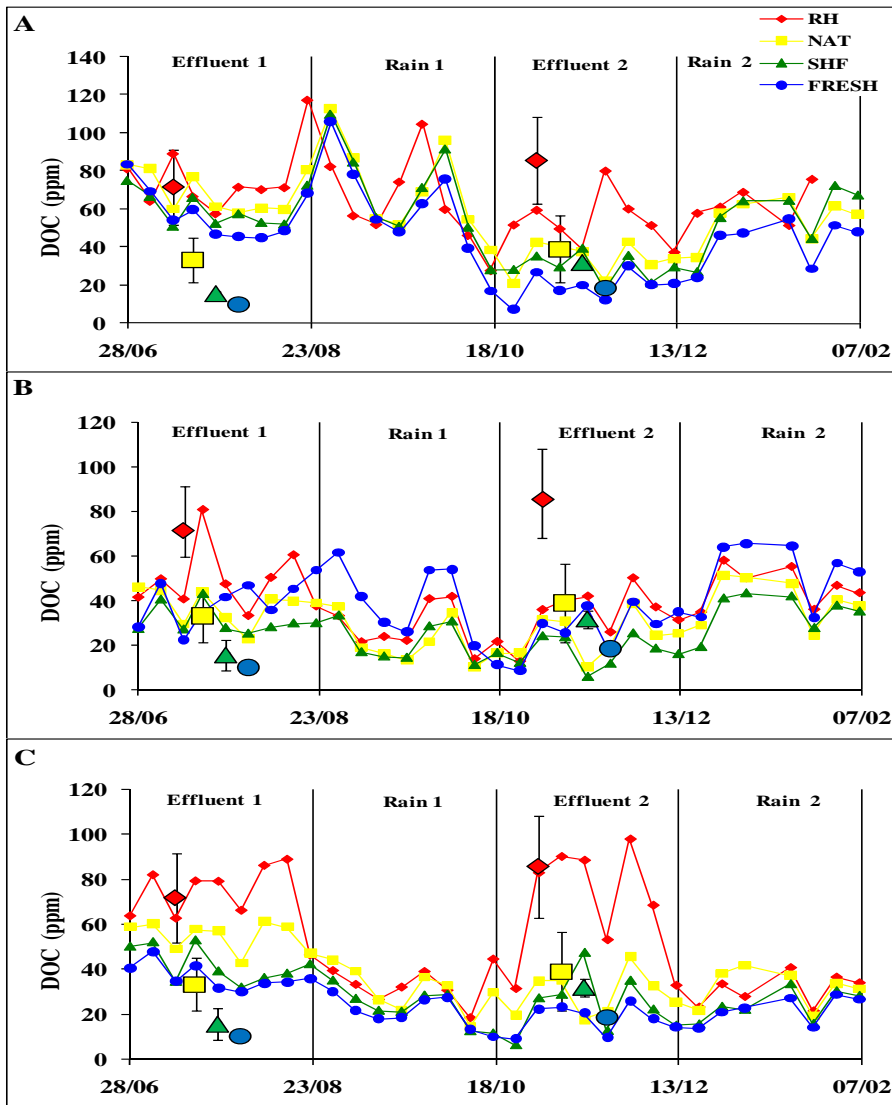 A
RH
NAT
SHF
FRESH
Effluent 1
Rain 1
Effluent 2
Rain 2
DOC (ppm)
140
120
100
80
60
40
20
0
28/06
23/08
18/10
13/12
07/02
B
Effluent 1
Rain 1
Effluent 2
Rain 2
DOC (ppm)
120
100
80
60
40
20
0
28/06
23/08
18/10
13/12
07/02
C
Effluent 1
Rain 1
Effluent 2
Rain 2
DOC (ppm)
120
100
80
60
40
20
0
28/06
23/08
18/10
13/12
07/02